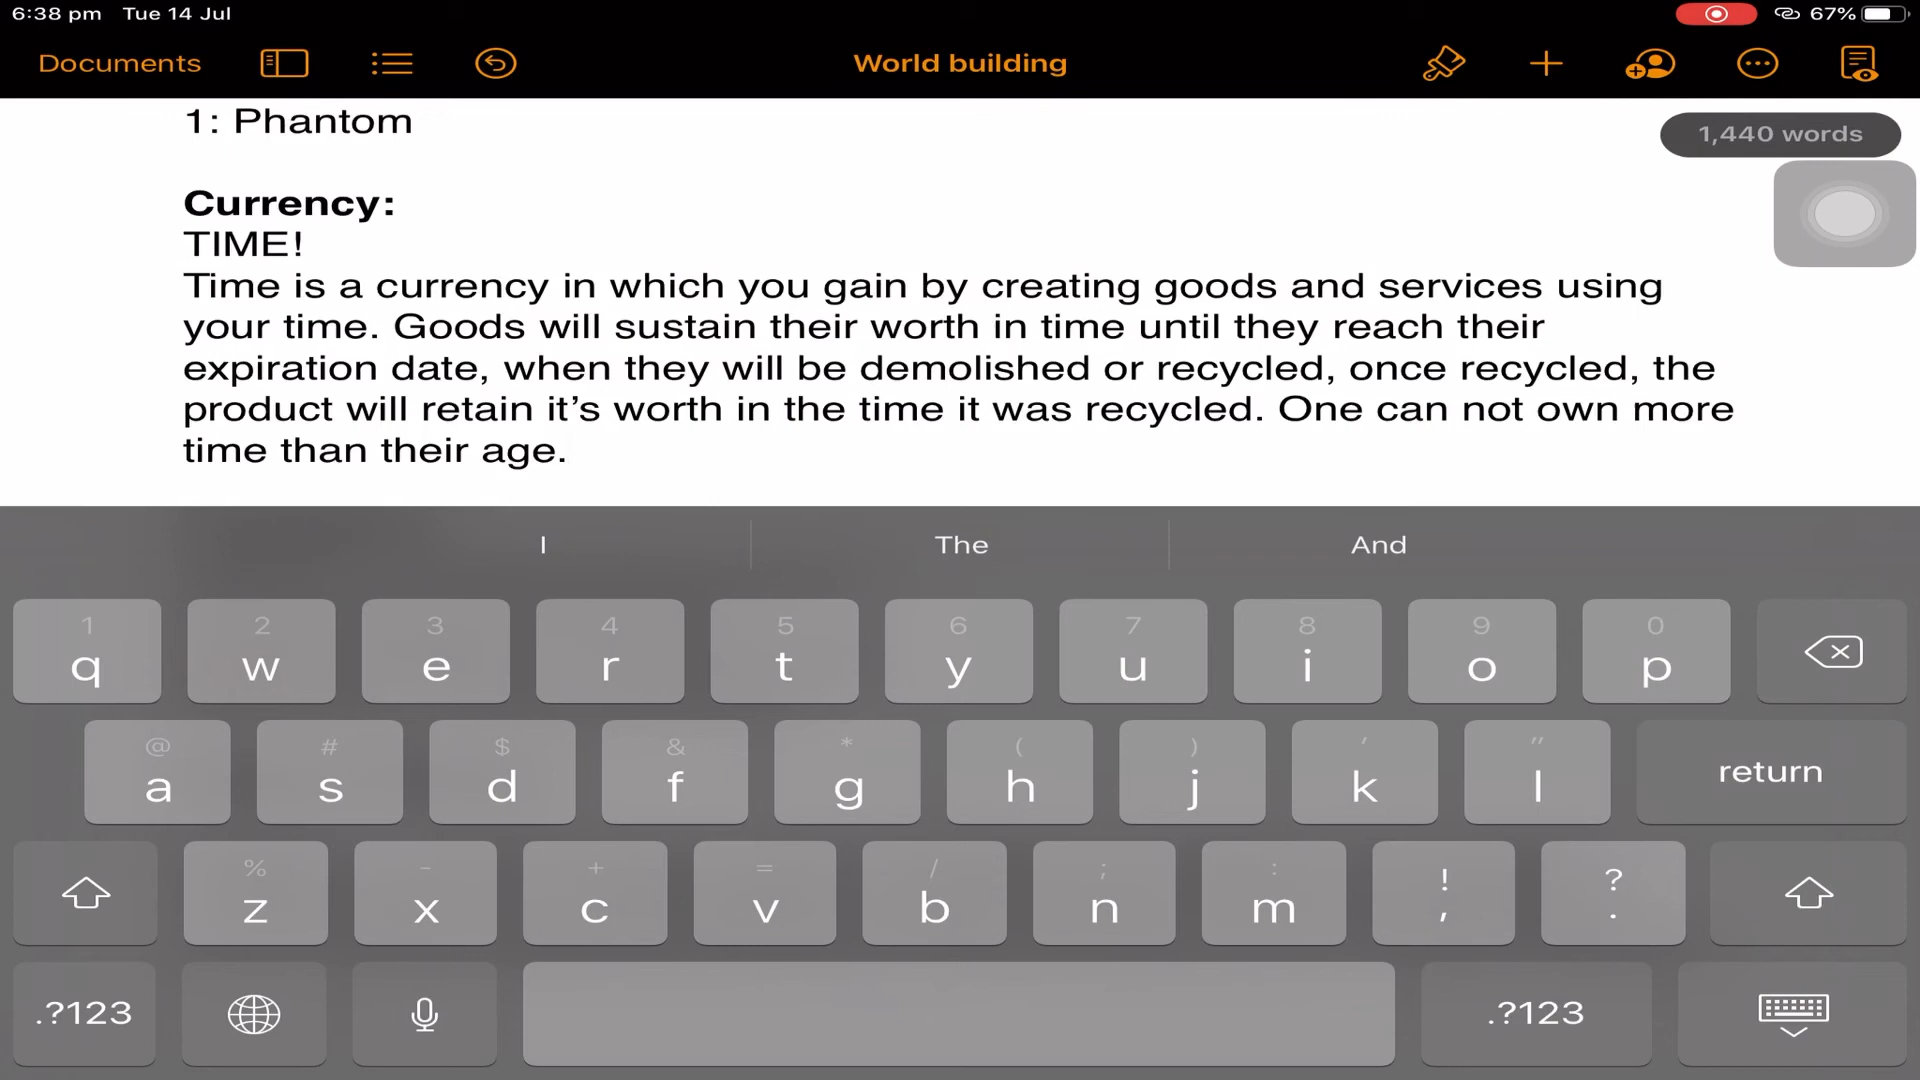 6:38 pm Tue 14 Jul 67%
Documents World building
1: Phantom
1,440 words
Currency:
TIME!
Time is a currency in which you gain by creating goods and services using
your time. Goods will sustain their worth in time until they reach their
expiration date, when they will be demolished or recycled, once recycled, the
product will retain it’s worth in the time it was recycled. One can not own more
time than their age.
I The And
1 2 3 4 5 6 7 8 9 0
q w e r t y u i o p
@ # $ & * ( ) ' "
a s d f g h j k l return
% - + = / ; : ! ?
z x c v b n m , .
.?123 .?123